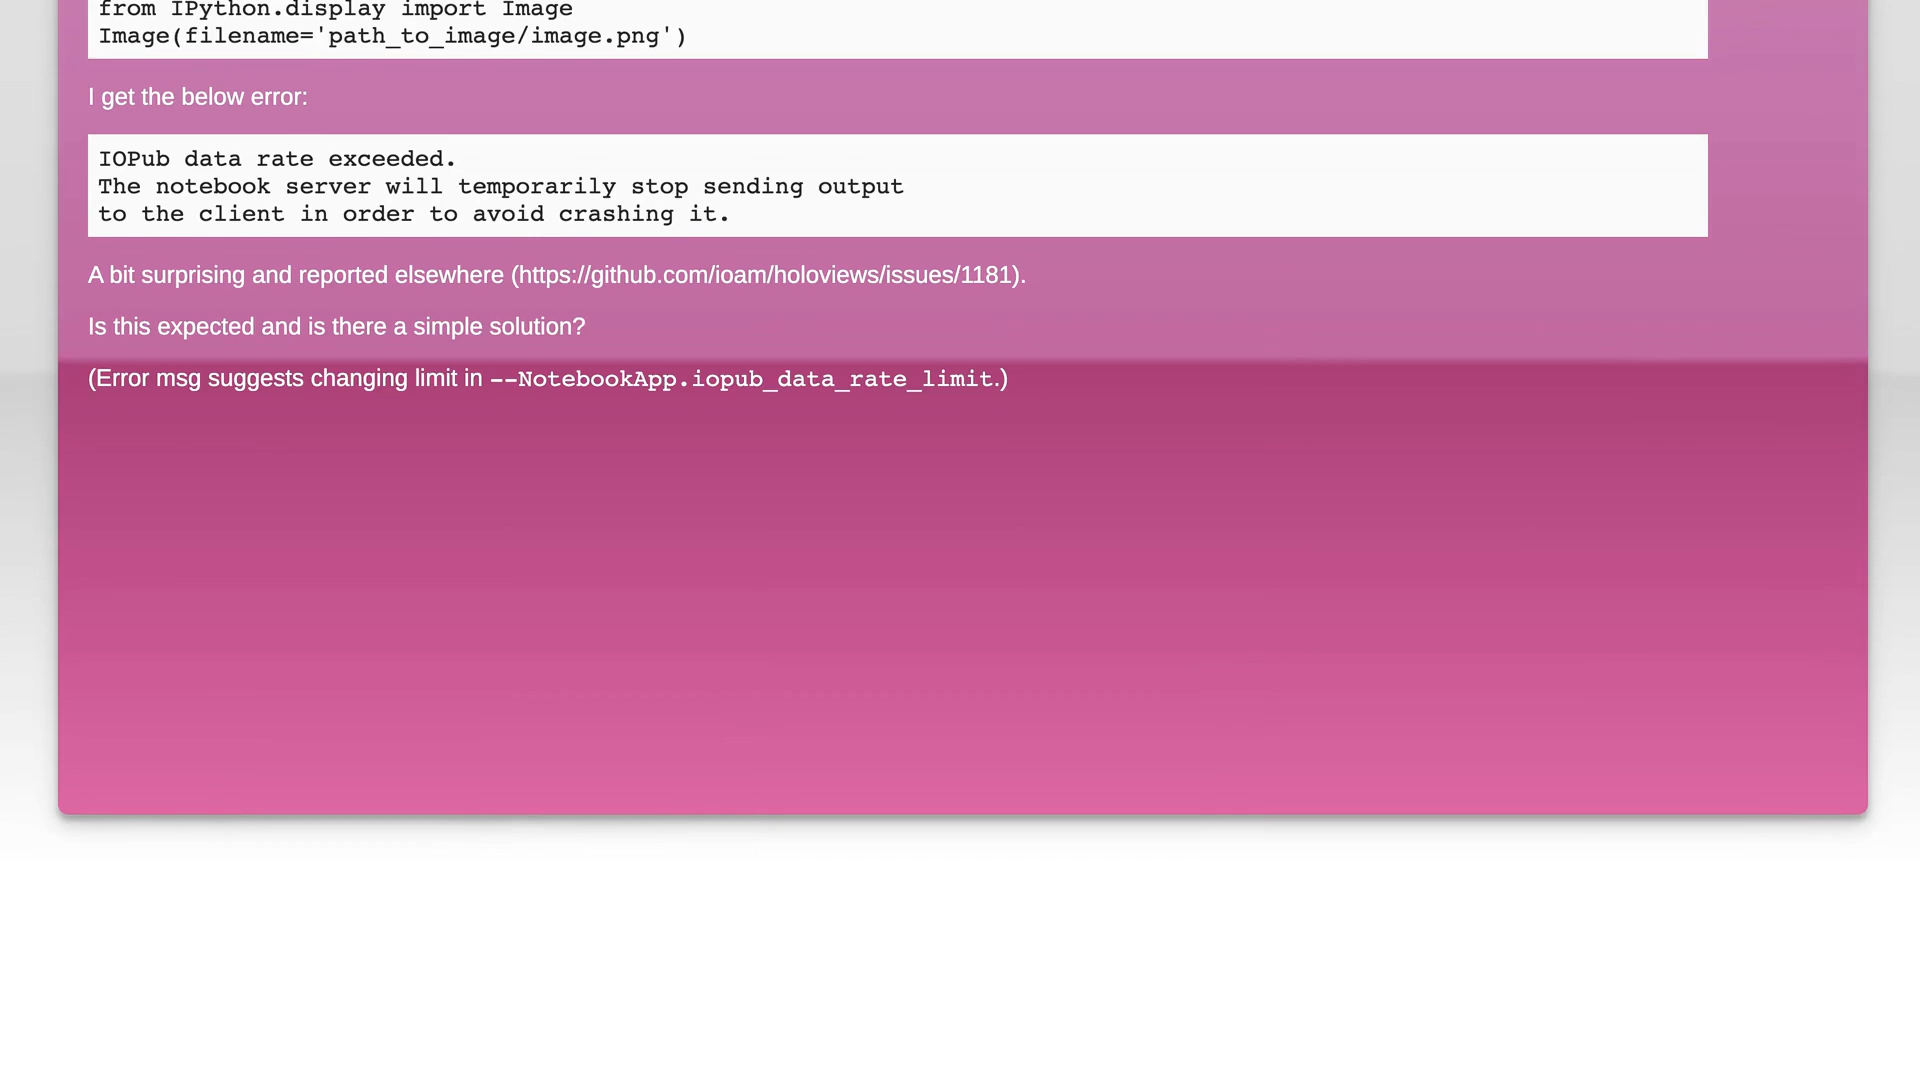 from IPython.display import Image
Image(filename='path_to_image/image.png')
I get the below error:
IOPub data rate exceeded.
The notebook server will temporarily stop sending output
to the client in order to avoid crashing it.
A bit surprising and reported elsewhere (https://github.com/ioam/holoviews/issues/1181).
Is this expected and is there a simple solution?
(Error msg suggests changing limit in --NotebookApp.iopub_data_rate_limit.)